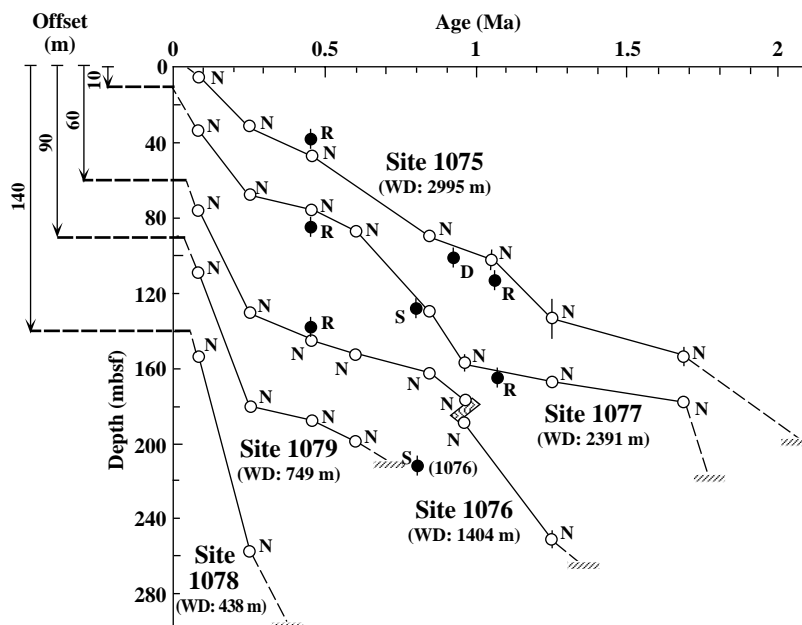 Offset
(m)
Age (Ma)
0
0.5
1
1.5
2
10
60
90
140
Depth (mbsf)
0
40
80
120
160
200
240
280
N
N
R
N
Site 1075
(WD: 2995 m)
N
N
D
R
N
N
N
N
N
R
N
N
S
N
R
N
N
Site 1077
(WD: 2391 m)
N
N
R
N
N
N
N
N
S
(1076)
Site 1076
(WD: 1404 m)
N
N
N
N
N
Site 1079
(WD: 749 m)
N
N
Site
1078
(WD: 438 m)